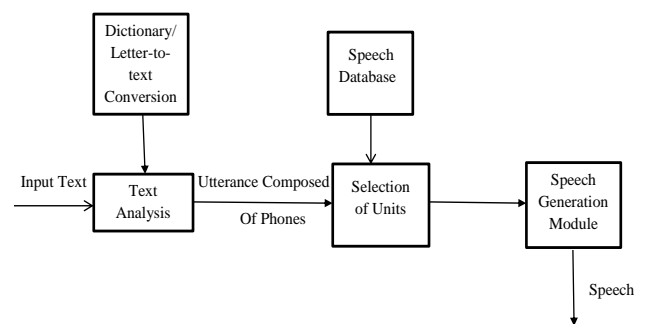 Dictionary/
Letter-to-
text
Conversion
Speech
Database
Input Text
Text
Analysis
Utterance Composed
Of Phones
Selection
of Units
Speech
Generation
Module
Speech